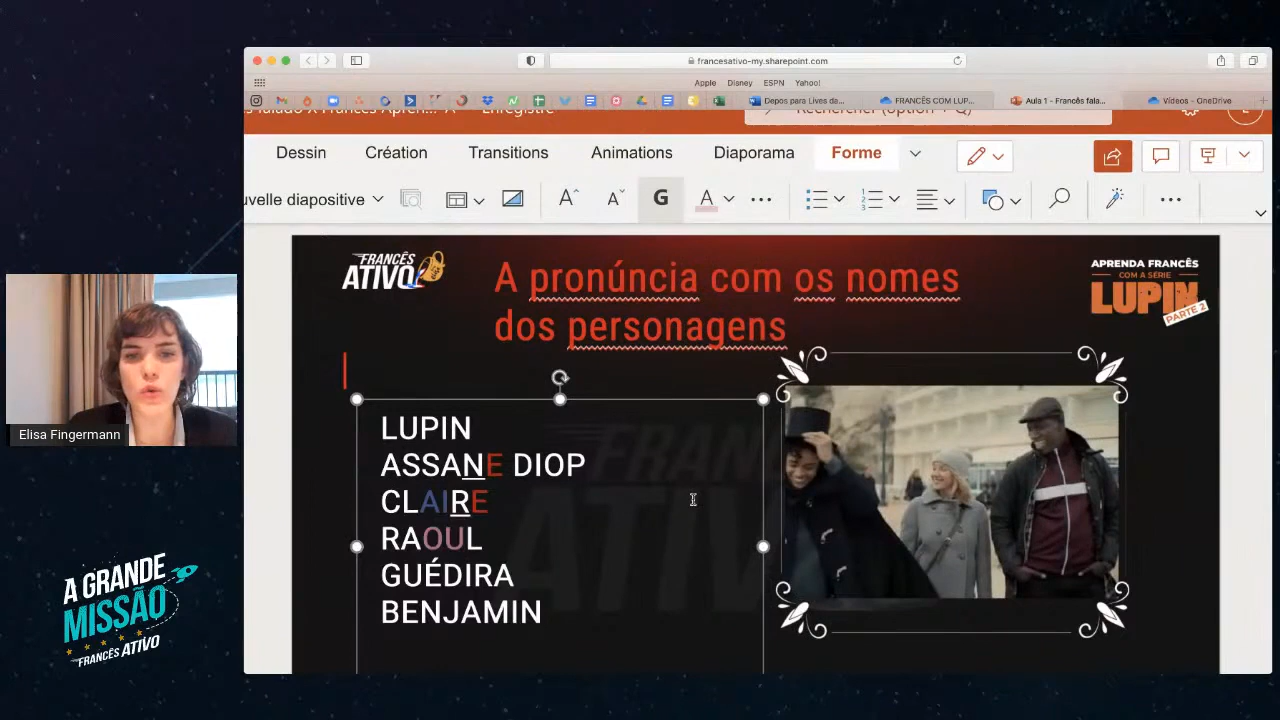 francesativo-my.sharepoint.com
Apple Disney ESPN Yahoo!
Depos para Lives da...
FRANCÊS COM LUP...
Aula 1 - Francês fala...
Vídeos - OneDrive
Enregistré
Rechercher (option + Q)
Dessin Création Transitions Animations Diaporama Forme
uvelle diapositive
G
FRANCÊS
ATIVO
A pronúncia com os nomes
dos personagens
APRENDA FRANCÊS
COM A SÉRIE
LUPIN
PARTE 2
LUPIN
ASSANE DIOP
CLAIRE
RAOUL
GUÉDIRA
BENJAMIN
Elisa Fingermann
A GRANDE
MISSÃO
FRANCÊS ATIVO